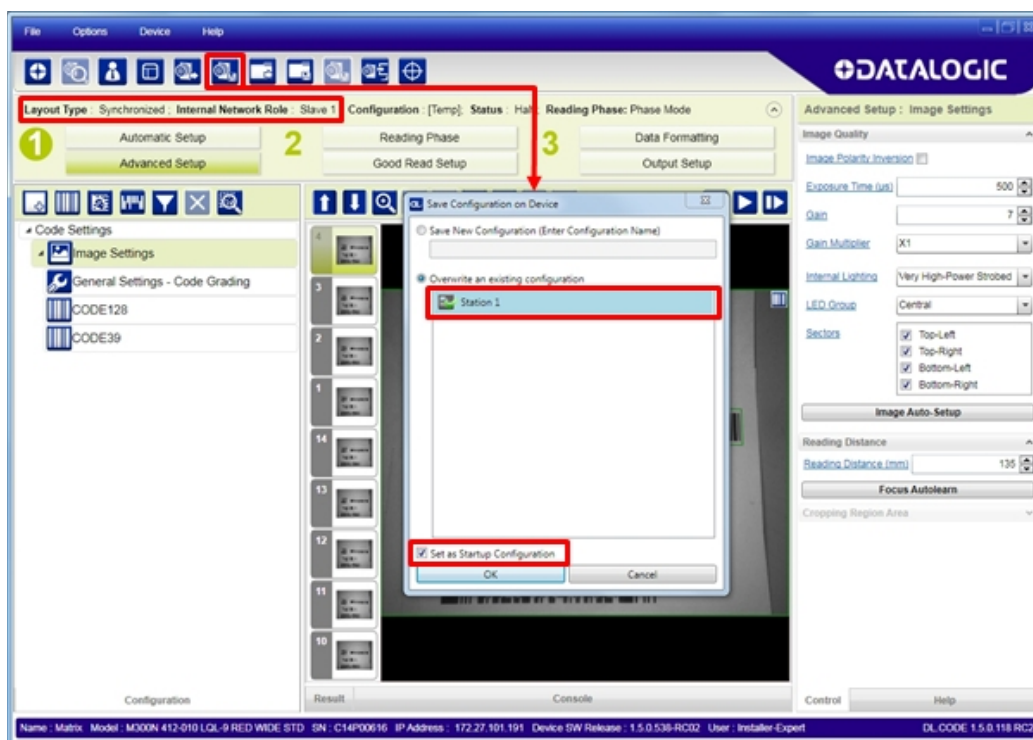 File Options Device Help
DATALOGIC
Layout Type : Synchronized ; Internal Network Role : Slave 1 Configuration : [Temp]; Status : Halt Reading Phase: Phase Mode
1 Automatic Setup 2 Reading Phase 3 Data Formatting
Advanced Setup Good Read Setup Output Setup
Code Settings
Image Settings
General Settings - Code Grading
CODE128
CODE39
Configuration
4
3
2
1
14
13
12
11
10
Result Console
Save Configuration on Device
Save New Configuration (Enter Configuration Name)
Overwrite an existing configuration
Station 1
Set as Startup Configuration
OK Cancel
Advanced Setup : Image Settings
Image Quality
Image Polarity Inversion
Exposure Time (us) 500
Gain 7
Gain Multiplier X1
Internal Lighting Very High-Power Strobed
LED Group Central
Sectors Top-Left
Top-Right
Bottom-Left
Bottom-Right
Image Auto-Setup
Reading Distance
Reading Distance (mm) 135
Focus Autolearn
Cropping Region Area
Control Help
Name : Matrix Model : M300N 412-010 LQL-9 RED WIDE STD SN : C14P00616 IP Address : 172.27.101.191 Device SW Release : 1.5.0.538-RC02 User : Installer-Expert DL.CODE 1.5.0.118 RC2